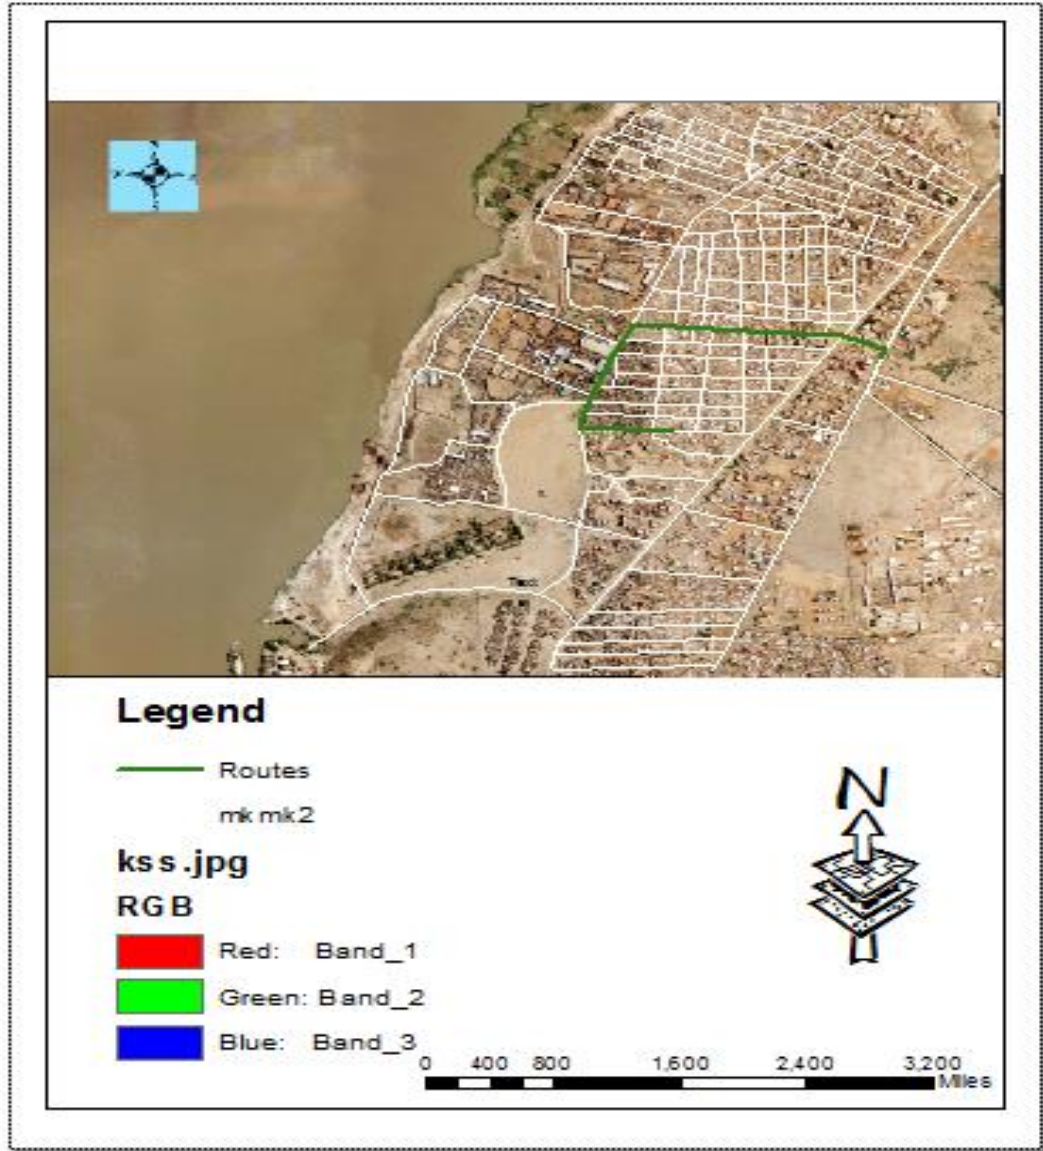 Text
Legend
Routes
mk mk2
kss.jpg
RGB
Red: Band_1
Green: Band_2
Blue: Band_3
N
0 400 800 1,600 2,400 3,200
Miles